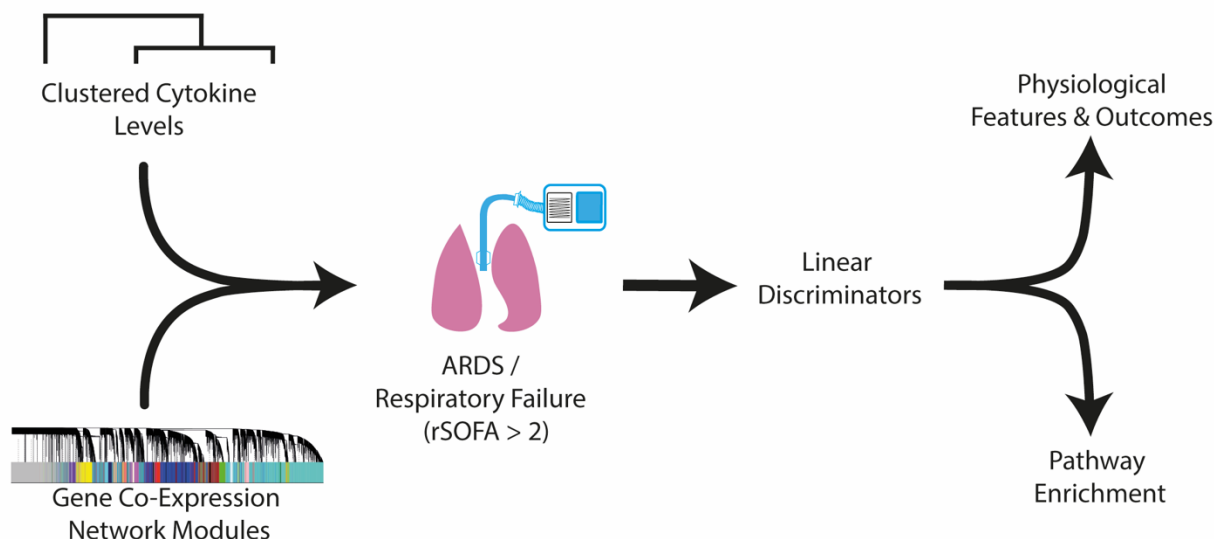 Clustered Cytokine
Levels
Gene Co-Expression
Network Modules
ARDS /
Respiratory Failure
(rSOFA > 2)
Linear
Discriminators
Physiological
Features & Outcomes
Pathway
Enrichment